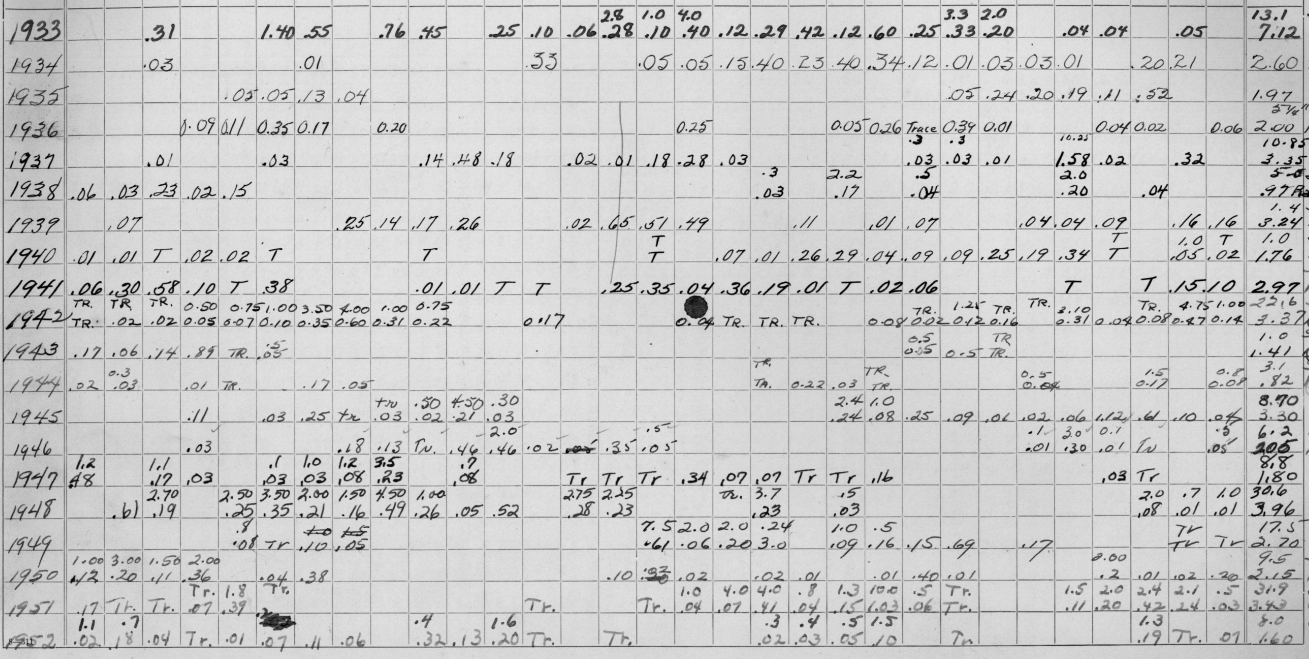 2.8 1.0 4.0 3.3 2.0 13.1
1933 .31 1.40 .55 .76 .45 .25 .10 .06 .28 .10 .40 .12 .29 .42 .12 .60 .25 .33 .20 .04 .04 .05 7.12
1934 .03 .01 .33 .05 .05 .15 .40 .23 .40 .34 .12 .01 .03 .03 .01 .20 .21 2.60
1935 .05 .05 .13 .04 .05 .24 .20 .19 .11 .52 1.97
1936 0.09 0.11 0.35 0.17 0.20 0.25 0.05 0.26 Trace 0.39 0.01 0.04 0.02 0.06 2.00
.3 .3 10.25 10.85
1937 .01 .03 .14 .48 .18 .02 .01 .18 .28 .03 .03 .03 .01 1.58 .02 .32 3.35
.3 2.2 .5 2.0
1938 .06 .03 .23 .02 .15 .03 .17 .04 .20 .04 .97
1.4
1939 .07 .25 .14 .17 .26 .02 .65 .51 .49 .11 .01 .07 .04 .04 .09 .16 .16 3.24
T T 1.0 T 1.0
1940 .01 .01 T .02 .02 T T T .07 .01 .26 .29 .04 .09 .09 .25 .19 .34 T .05 .02 1.76
1941 .06 .30 .58 .10 T .38 .01 .01 T T .25 .35 .04 .36 .19 .01 T .02 .06 T T .15 .10 2.97
TR. TR. TR. 0.50 0.75 1.00 3.50 4.00 1.00 0.75 TR. 1.25 TR. TR. 3.10 TR. 4.75 1.00 22.6
1942 TR. .02 .02 0.05 0.07 0.10 0.35 0.60 0.31 0.22 0.17 0.04 TR. TR. TR. 0.08 0.02 0.12 0.16 0.31 0.04 0.08 0.47 0.14 3.37
.5 0.5 TR 1.0
1943 .17 .06 .14 .89 TR. .05 0.05 0.5 TR. 1.41
0.3 TR. TR. 0.5 1.5 0.8 3.1
1944 .02 .03 .01 TR. .17 .05 TR. 0.22 .03 TR. 0.04 0.17 0.08 .82
tr .50 4.50 .30 2.4 1.0 8.70
1945 .11 .03 .25 tr .03 .02 .21 .03 .24 .08 .25 .09 .01 .02 .06 1.12 .61 .10 .04 3.30
2.0 .5 .1 3.0 0.1 .5 6.2
1946 .03 .18 .13 Tr. .46 .46 .02 .35 .05 .01 .30 .01 Tr .05 2.05
1.2 1.1 .1 1.0 1.2 3.5 .7 8.8
1947 .48 .17 .03 .03 .03 .08 .23 .08 Tr Tr Tr .34 .07 .07 Tr Tr .16 .03 Tr 1.80
2.70 2.50 3.50 2.00 1.50 4.50 1.00 2.75 2.25 Tr. 3.7 .5 2.0 .7 1.0 30.6
1948 .61 .19 .25 .35 .21 .16 .49 .26 .05 .52 .28 .23 .23 .03 .08 .01 .01 3.96
.8 1.0 1.5 7.5 2.0 2.0 .24 1.0 .5 Tr 17.5
1949 .08 Tr .10 .05 .61 .06 .20 3.0 .09 .16 .15 .69 .17 Tr Tr 2.70
1.00 3.00 1.50 2.00 2.00 9.5
1950 .12 .20 .11 .36 .04 .38 .10 .02 .02 .01 .01 .40 .01 .2 .01 .02 .20 2.15
Tr. 1.8 Tr. 1.0 4.0 4.0 .8 1.3 10.0 .5 Tr. 1.5 2.0 2.4 2.1 .5 31.9
1951 .17 Tr. Tr. .07 .39 Tr. Tr. .04 .07 .41 .04 .15 1.03 .06 Tr. .11 .20 .42 .24 .03 3.43
1.1 .7 .4 1.6 .3 .4 .5 1.5 1.3 8.0
1952 .02 .18 .04 Tr. .01 .07 .11 .06 .32 .13 .20 Tr. Tr. .02 .03 .05 .10 Tr. .19 Tr. .07 1.60